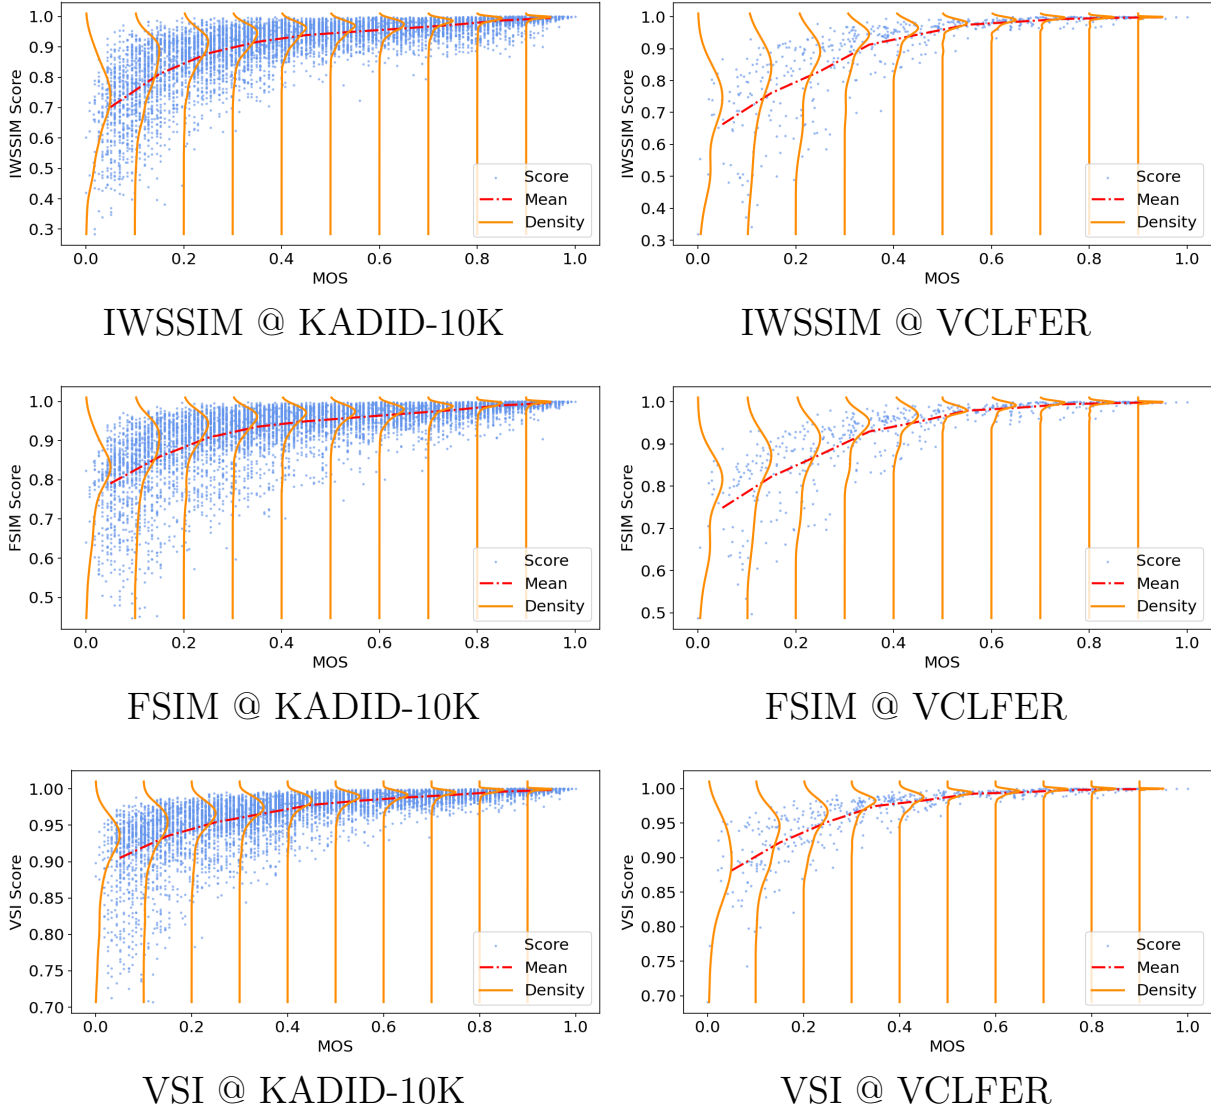 IWSSIM Score
1.0
0.9
0.8
0.7
0.6
0.5
0.4
0.3
Score
Mean
Density
0.0 0.2 0.4 0.6 0.8 1.0
MOS
IWSSIM @ KADID-10K
IWSSIM Score
1.0
0.9
0.8
0.7
0.6
0.5
0.4
0.3
Score
Mean
Density
0.0 0.2 0.4 0.6 0.8 1.0
MOS
IWSSIM @ VCLFER
FSIM Score
1.0
0.9
0.8
0.7
0.6
0.5
Score
Mean
Density
0.0 0.2 0.4 0.6 0.8 1.0
MOS
FSIM @ KADID-10K
FSIM Score
1.0
0.9
0.8
0.7
0.6
0.5
Score
Mean
Density
0.0 0.2 0.4 0.6 0.8 1.0
MOS
FSIM @ VCLFER
VSI Score
1.00
0.95
0.90
0.85
0.80
0.75
0.70
Score
Mean
Density
0.0 0.2 0.4 0.6 0.8 1.0
MOS
VSI @ KADID-10K
VSI Score
1.00
0.95
0.90
0.85
0.80
0.75
0.70
Score
Mean
Density
0.0 0.2 0.4 0.6 0.8 1.0
MOS
VSI @ VCLFER